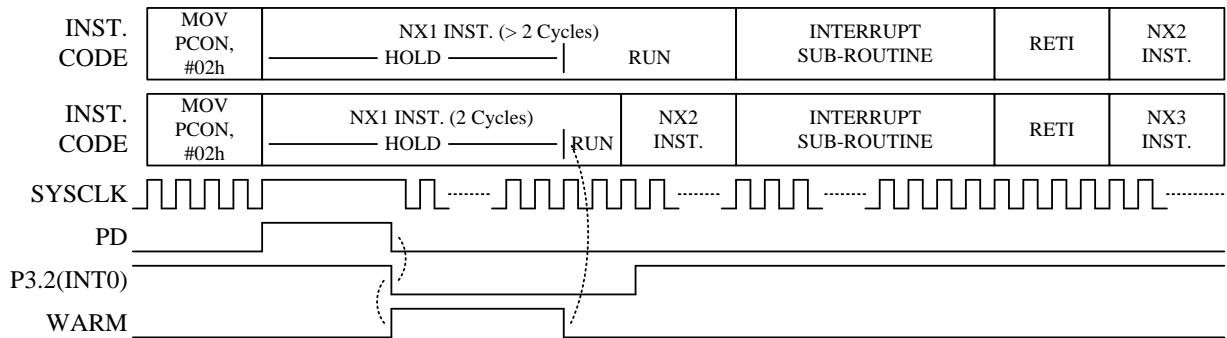 INST. CODE
MOV PCON, #02h
NX1 INST. (> 2 Cycles)
HOLD
RUN
INTERRUPT SUB-ROUTINE
RETI
NX2 INST.
INST. CODE
MOV PCON, #02h
NX1 INST. (2 Cycles)
HOLD
RUN
NX2 INST.
INTERRUPT SUB-ROUTINE
RETI
NX3 INST.
SYSCLK
PD
P3.2(INT0)
WARM